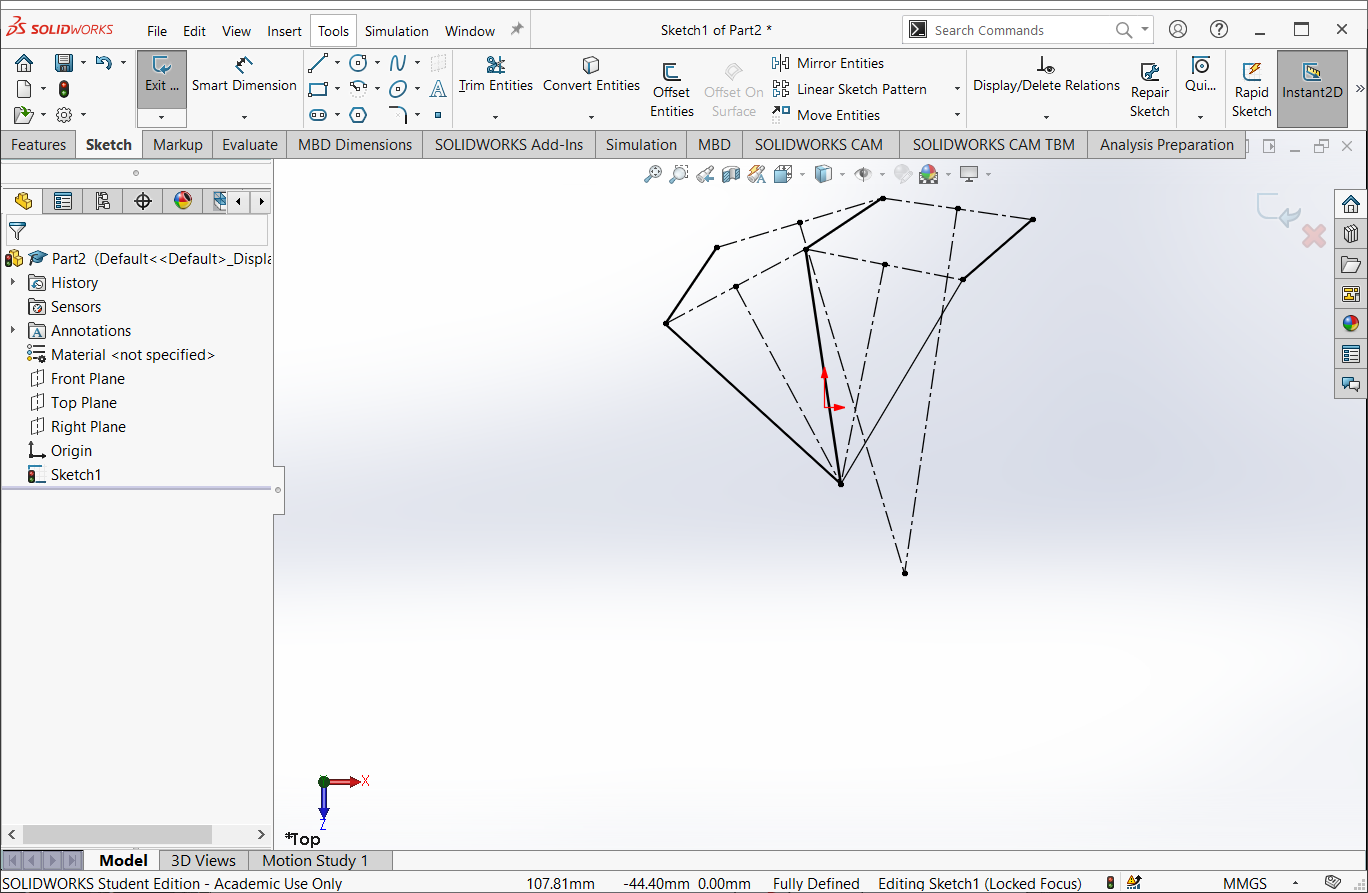 SOLIDWORKS File Edit View Insert Tools Simulation Window Sketch1 of Part2 * Search Commands
Exit ... Smart Dimension Trim Entities Convert Entities Offset Entities Offset On Surface Mirror Entities Linear Sketch Pattern Move Entities Display/Delete Relations Repair Sketch Qui... Rapid Sketch Instant2D
Features Sketch Markup Evaluate MBD Dimensions SOLIDWORKS Add-Ins Simulation MBD SOLIDWORKS CAM SOLIDWORKS CAM TBM Analysis Preparation
Part2 (Default<<Default>_Displa
History
Sensors
Annotations
Material <not specified>
Front Plane
Top Plane
Right Plane
Origin
Sketch1
X
Z
*Top
Model 3D Views Motion Study 1
SOLIDWORKS Student Edition - Academic Use Only 107.81mm -44.40mm 0.00mm Fully Defined Editing Sketch1 (Locked Focus) MMGS